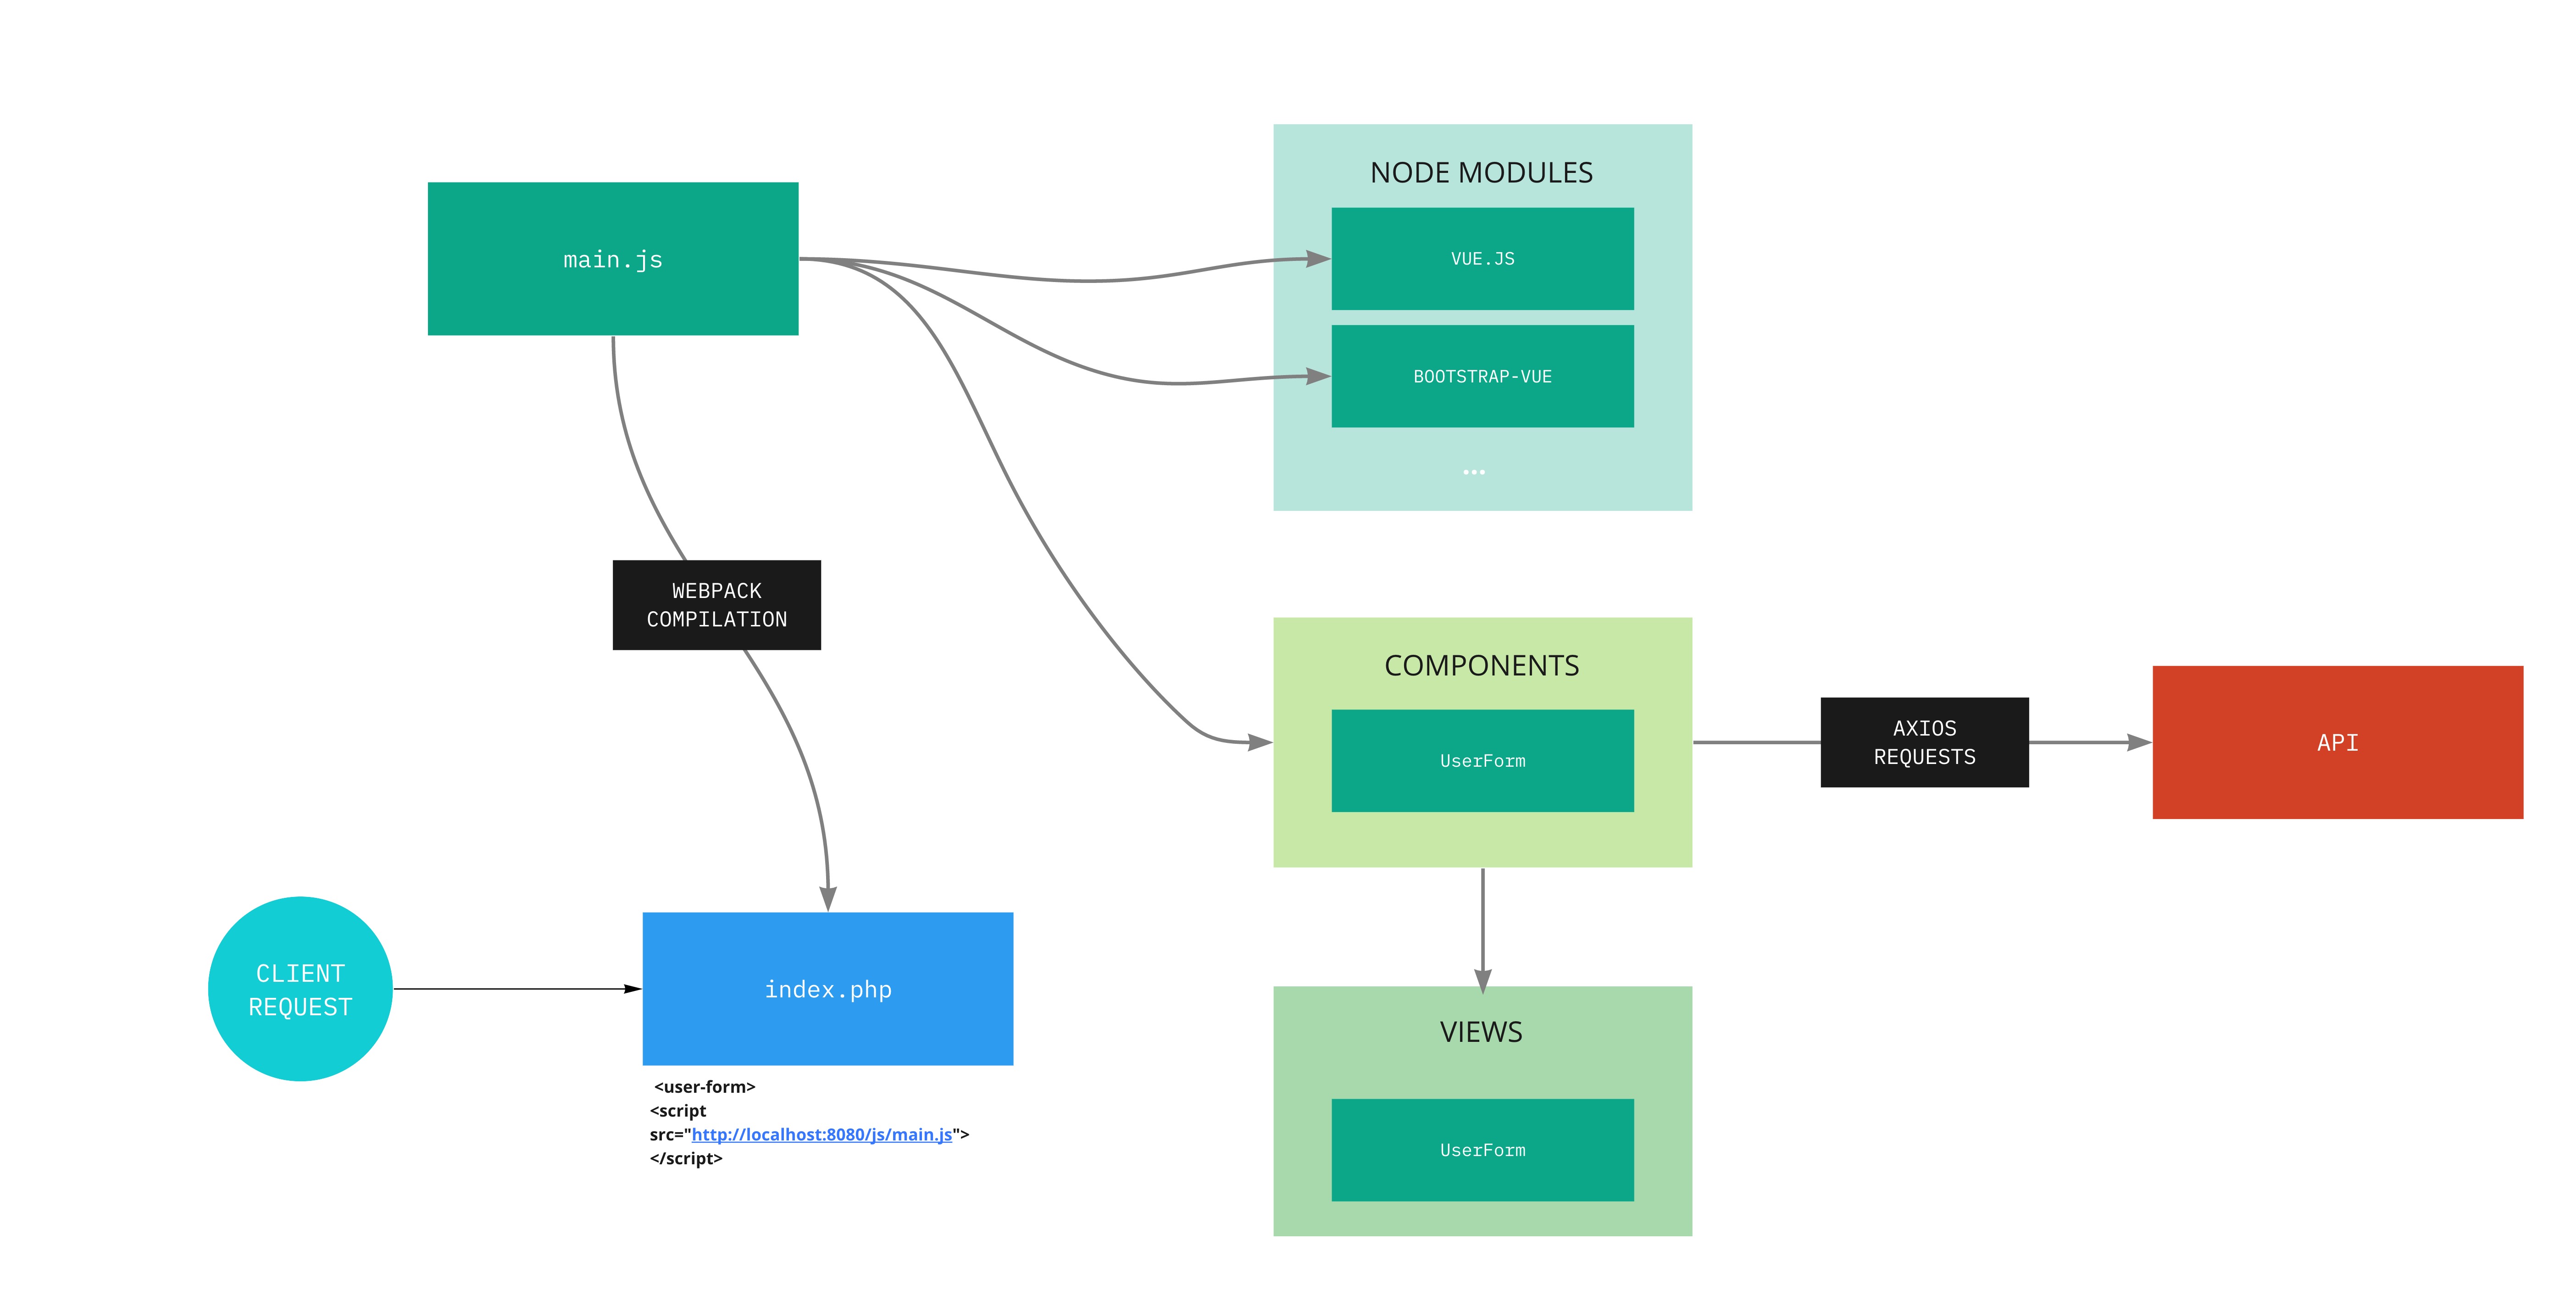 NODE MODULES
main.js
VUE.JS
BOOTSTRAP-VUE
...
WEBPACK
COMPILATION
COMPONENTS
UserForm
AXIOS
REQUESTS
API
CLIENT
REQUEST
index.php
<user-form>
<script
src="http://localhost:8080/js/main.js">
</script>
VIEWS
UserForm